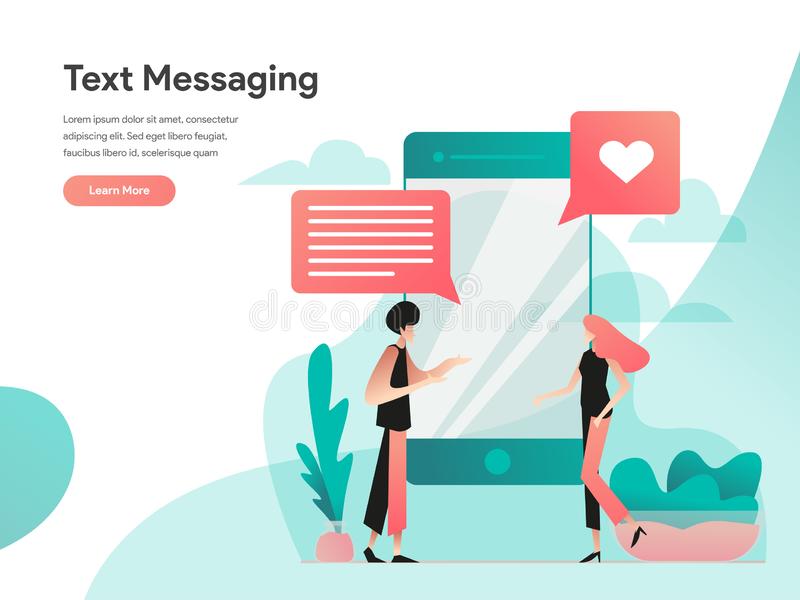 Text Messaging
Lorem ipsum dolor sit amet, consectetur
adipiscing elit. Sed eget libero feugiat,
faucibus libero id, scelerisque quam
Learn More
dreamstime